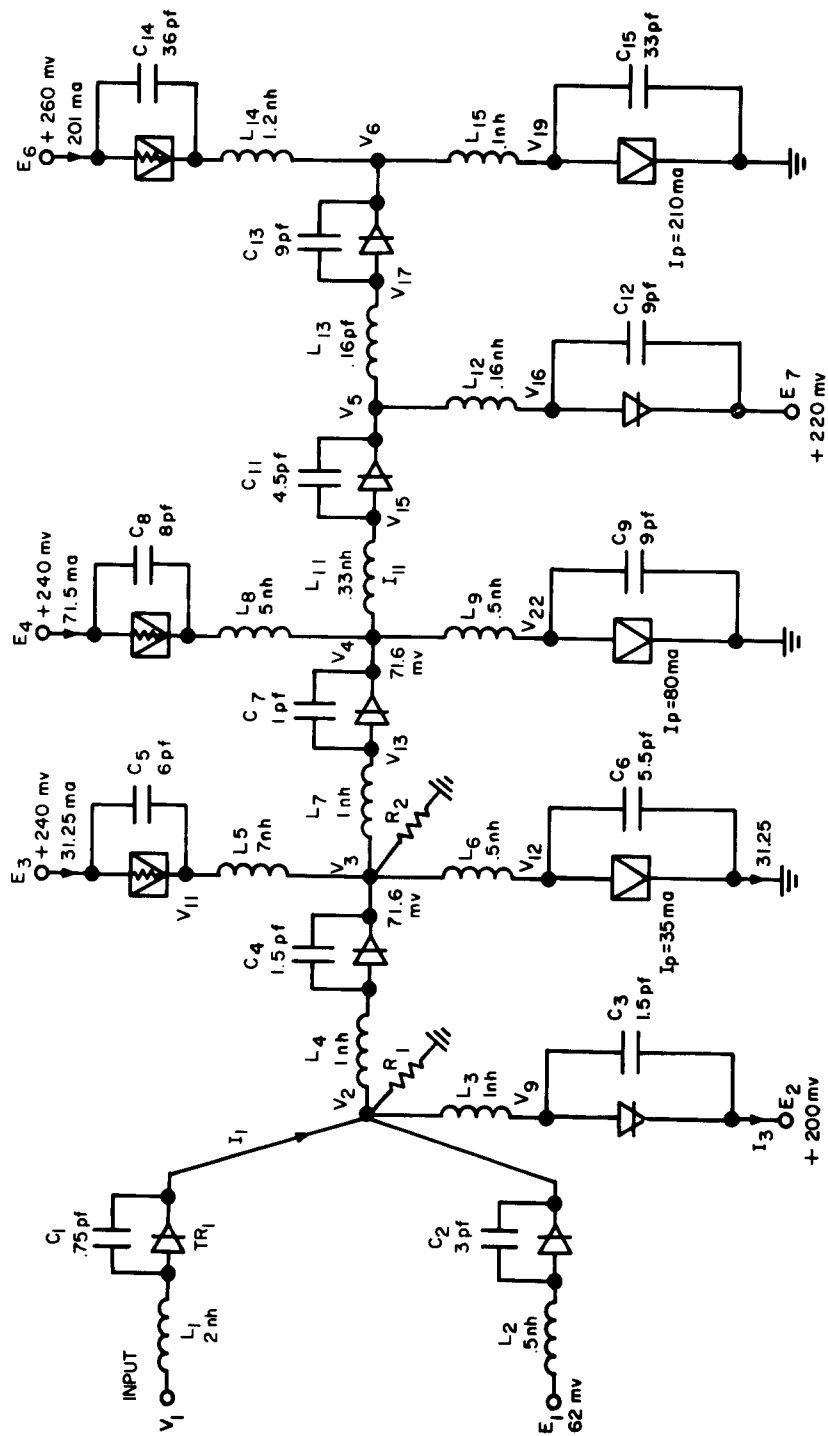 INPUT
V1
L1
2nh
C1
.75pf
TR1
I1
E1
62 mv
L2
.5nh
C2
3pf
V2
R1
L3
1nh
V9
C3
1.5pf
I3
E2
+200mv
L4
1nh
C4
1.5pf
E3
+240 mv
31.25ma
C5
6pf
V11
L5
7nh
V3
71.6
mv
R2
L6
.5nh
V12
C6
5.5pf
Ip=35ma
31.25
L7
1nh
V13
C7
1pf
E4
+240 mv
71.5ma
C8
8pf
L8
5nh
V4
71.6
mv
L9
.5nh
V22
C9
9pf
Ip=80ma
L11
.33nh
I11
V15
C11
4.5pf
V5
L12
.16nh
V16
C12
9pf
E7
+220mv
L13
.16pf
V17
C13
9pf
E6
+260 mv
201 ma
C14
36pf
L14
1.2nh
V6
L15
.1nh
V19
C15
33pf
Ip=210ma